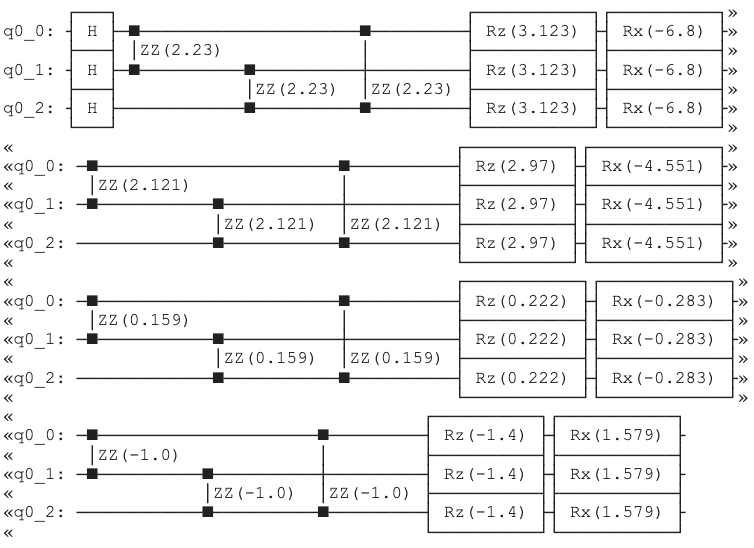 »
q0_0: H Rz(3.123) Rx(-6.8) »
ZZ(2.23) »
q0_1: H Rz(3.123) Rx(-6.8) »
ZZ(2.23) ZZ(2.23) »
q0_2: H Rz(3.123) Rx(-6.8) »
»
« »
«q0_0: Rz(2.97) Rx(-4.551) »
« ZZ(2.121) »
«q0_1: Rz(2.97) Rx(-4.551) »
« ZZ(2.121) ZZ(2.121) »
«q0_2: Rz(2.97) Rx(-4.551) »
« »
« »
«q0_0: Rz(0.222) Rx(-0.283) »
« ZZ(0.159) »
«q0_1: Rz(0.222) Rx(-0.283) »
« ZZ(0.159) ZZ(0.159) »
«q0_2: Rz(0.222) Rx(-0.283) »
« »
«
«q0_0: Rz(-1.4) Rx(1.579)
« ZZ(-1.0)
«q0_1: Rz(-1.4) Rx(1.579)
« ZZ(-1.0) ZZ(-1.0)
«q0_2: Rz(-1.4) Rx(1.579)
«